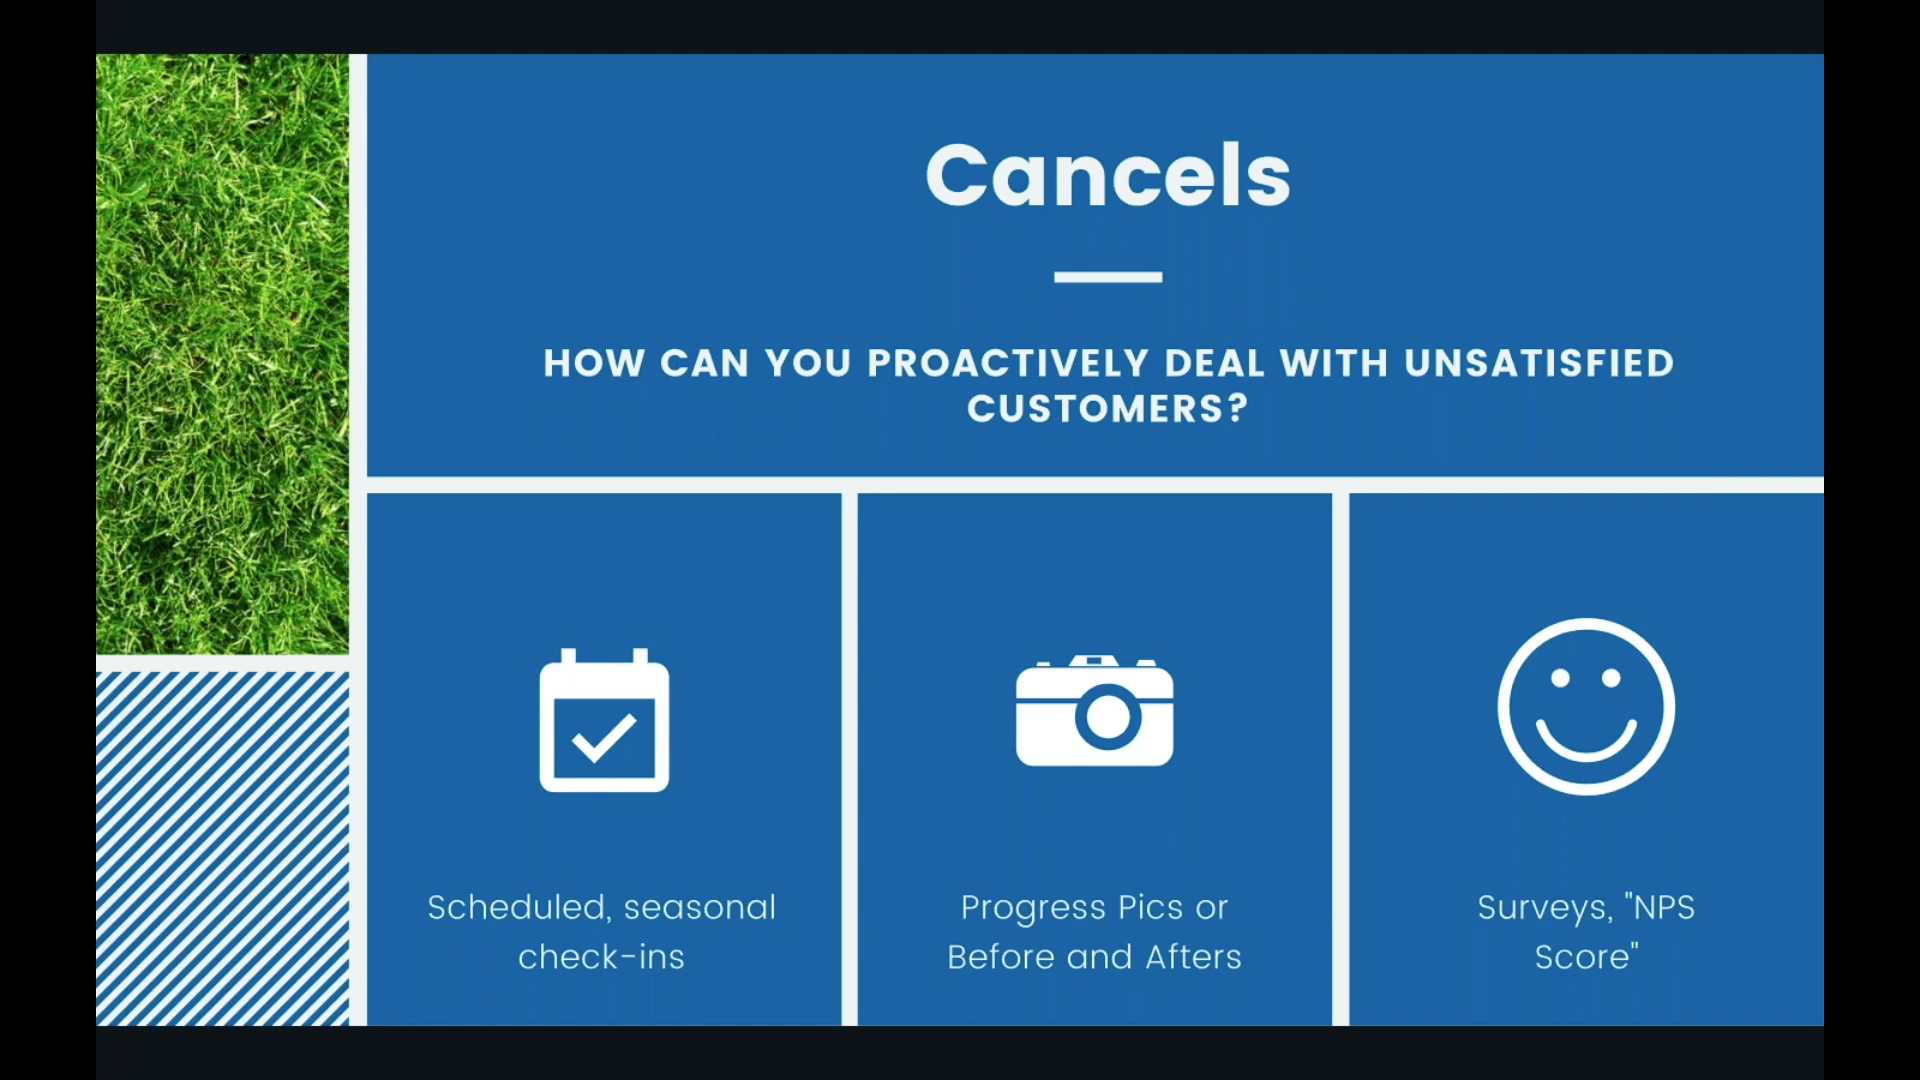 Cancels
HOW CAN YOU PROACTIVELY DEAL WITH UNSATISFIED
CUSTOMERS?
Scheduled, seasonal
check-ins
Progress Pics or
Before and Afters
Surveys, "NPS
Score"